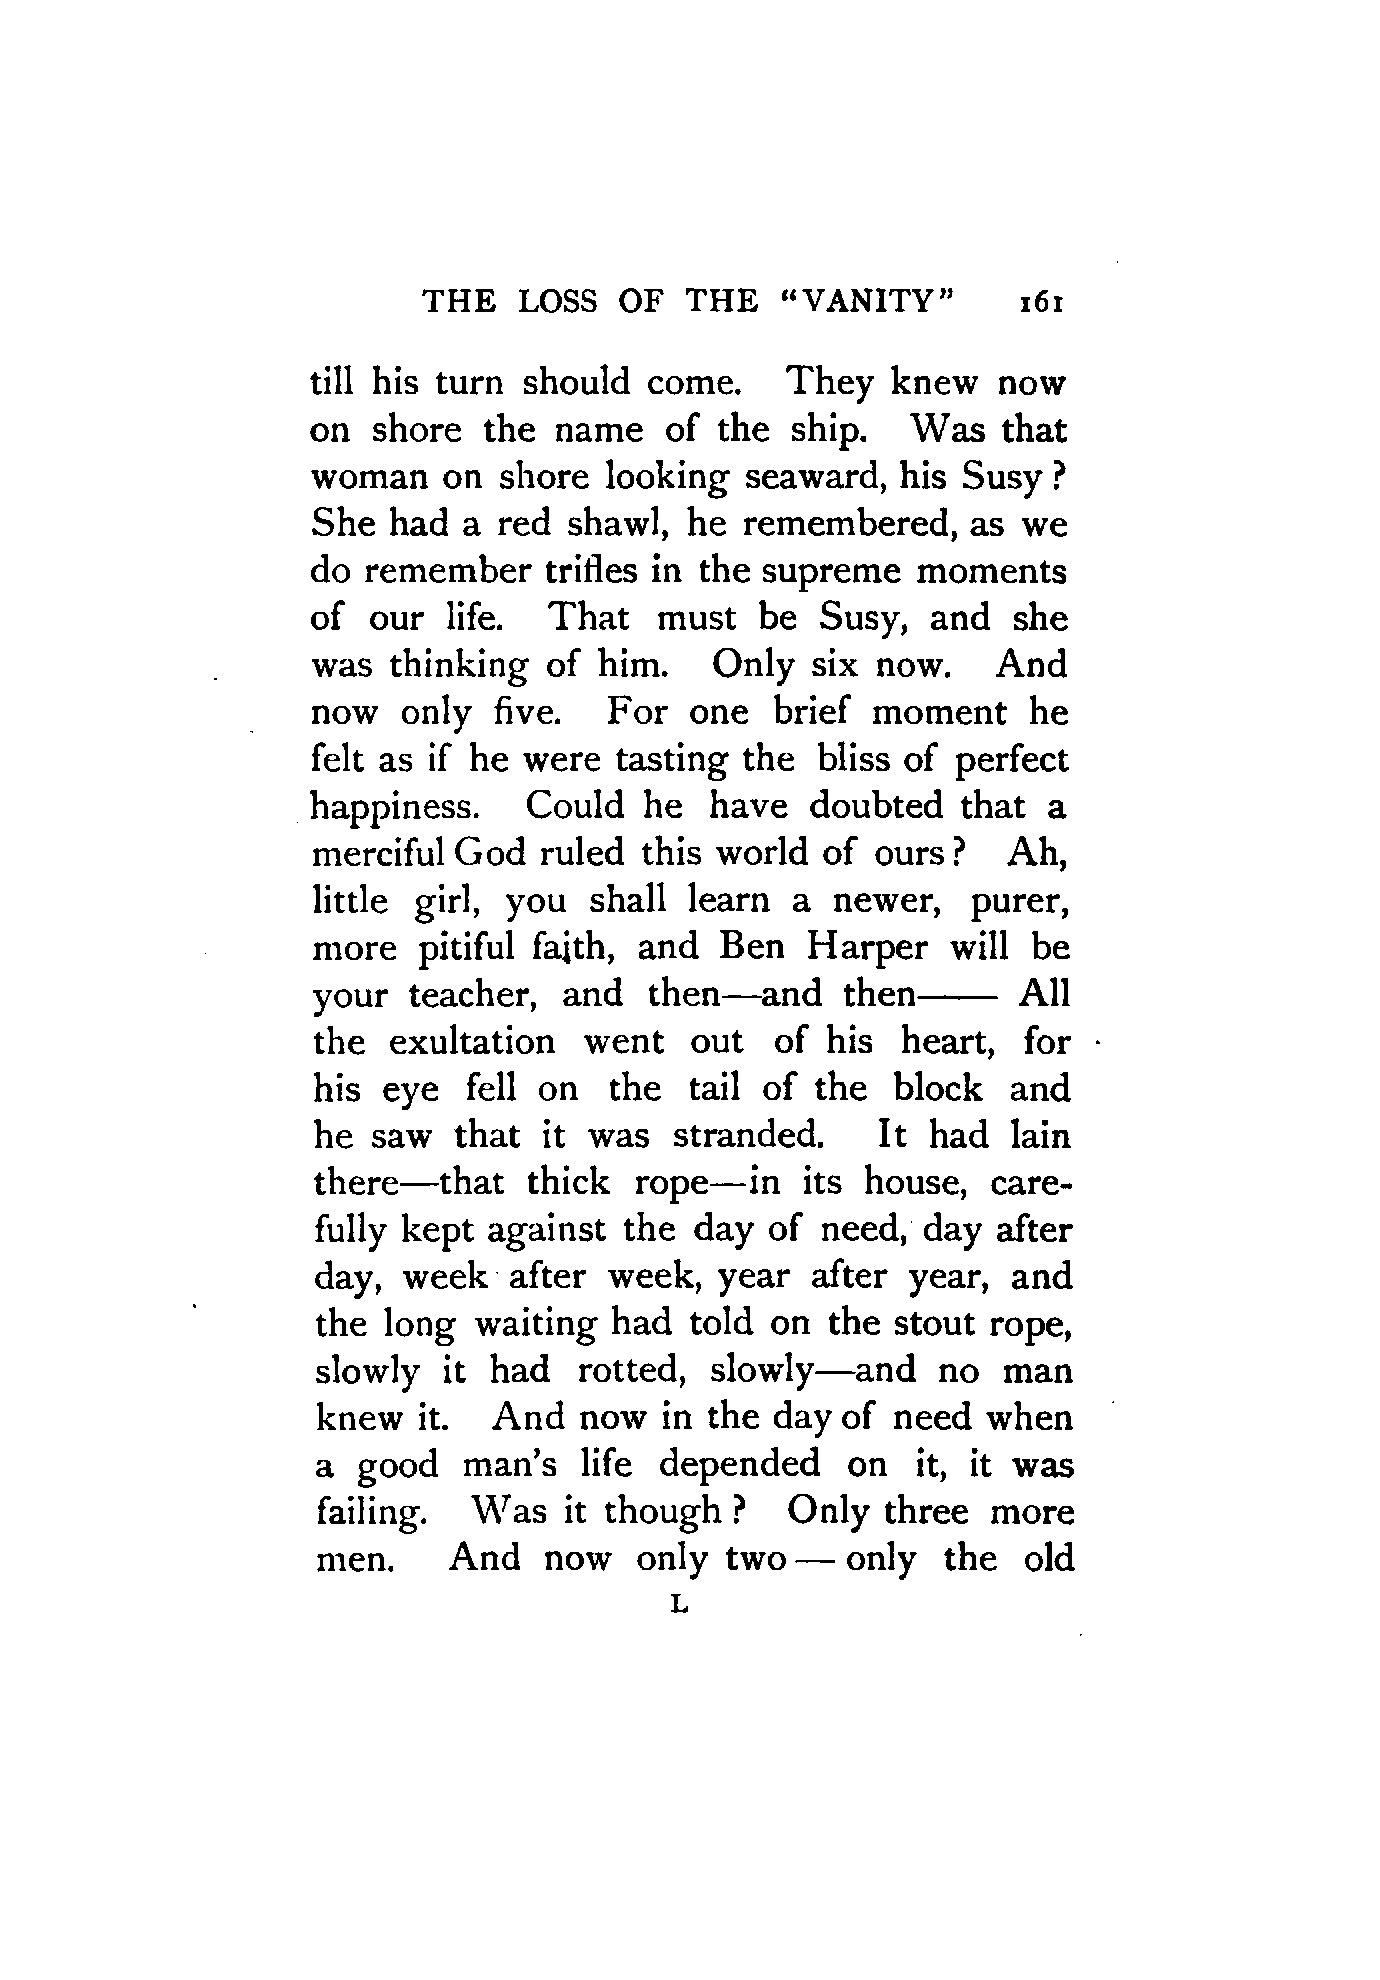 THE LOSS OF THE "VANITY" 161
till his turn should come. They knew now
on shore the name of the ship. Was that
woman on shore looking seaward, his Susy?
She had a red shawl, he remembered, as we
do remember trifles in the supreme moments
of our life. That must be Susy, and she
was thinking of him. Only six now. And
now only five. For one brief moment he
felt as if he were tasting the bliss of perfect
happiness. Could he have doubted that a
merciful God ruled this world of ours? Ah,
little girl, you shall learn a newer, purer,
more pitiful faith, and Ben Harper will be
your teacher, and then—and then—— All
the exultation went out of his heart, for
his eye fell on the tail of the block and
he saw that it was stranded. It had lain
there—that thick rope—in its house, care-
fully kept against the day of need, day after
day, week after week, year after year, and
the long waiting had told on the stout rope,
slowly it had rotted, slowly—and no man
knew it. And now in the day of need when
a good man's life depended on it, it was
failing. Was it though? Only three more
men. And now only two — only the old
L